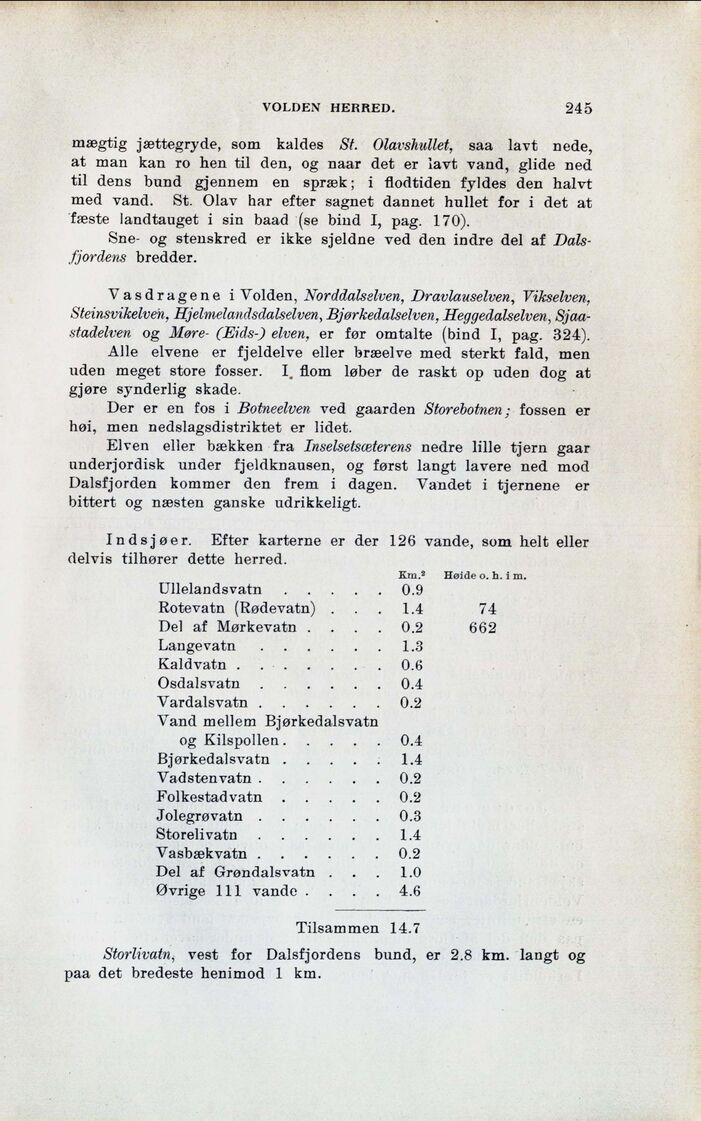 VOLDEN HERRED. 245
mægtig jættegryde, som kaldes St. Olavshullet, saa lavt nede,
at man kan ro hen til den, og naar det er lavt vand, glide ned
til dens bund gjennem en spræk; i flodtiden fyldes den halvt
med vand. St. Olav har efter sagnet dannet hullet for i det at
fæste landtauget i sin baad (se bind I, pag. 170).
Sne- og stenskred er ikke sjeldne ved den indre del af Dals-
fjordens bredder.
Vasdragene i Volden, Norddalselven, Dravlauselven, Vikselven,
Steinsvikelven, Hjelmelandsdalselven, Bjørkedalselven, Heggedalselven, Sjaa-
stadelven og Møre- (Eids-) elven, er før omtalte (bind I, pag. 324).
Alle elvene er fjeldelve eller bræelve med sterkt fald, men
uden meget store fosser. I flom løber de raskt op uden dog at
gjøre synderlig skade.
Der er en fos i Botneelven ved gaarden Storebotnen; fossen er
høi, men nedslagsdistriktet er lidet.
Elven eller bækken fra Inselsetsæterens nedre lille tjern gaar
underjordisk under fjeldknausen, og først langt lavere ned mod
Dalsfjorden kommer den frem i dagen. Vandet i tjernene er
bittert og næsten ganske udrikkeligt.
Indsjøer. Efter karterne er der 126 vande, som helt eller
delvis tilhører dette herred.
Km.² Høide o. h. i m.
Ullelandsvatn . . . . . 0.9
Rotevatn (Rødevatn) . . . 1.4 74
Del af Mørkevatn . . . . 0.2 662
Langevatn . . . . . . 1.3
Kaldvatn . . . . . . . 0.6
Osdalsvatn . . . . . . 0.4
Vardalsvatn . . . . . . 0.2
Vand mellem Bjørkedalsvatn
og Kilspollen . . . . . 0.4
Bjørkedalsvatn . . . . . 1.4
Vadstenvatn . . . . . . 0.2
Folkestadvatn . . . . . 0.2
Jolegrøvatn . . . . . . 0.3
Storelivatn . . . . . . 1.4
Vasbækvatn . . . . . . 0.2
Del af Grøndalsvatn . . . 1.0
Øvrige 111 vande . . . . 4.6
Tilsammen 14.7
Storlivatn, vest for Dalsfjordens bund, er 2.8 km. langt og
paa det bredeste henimod 1 km.